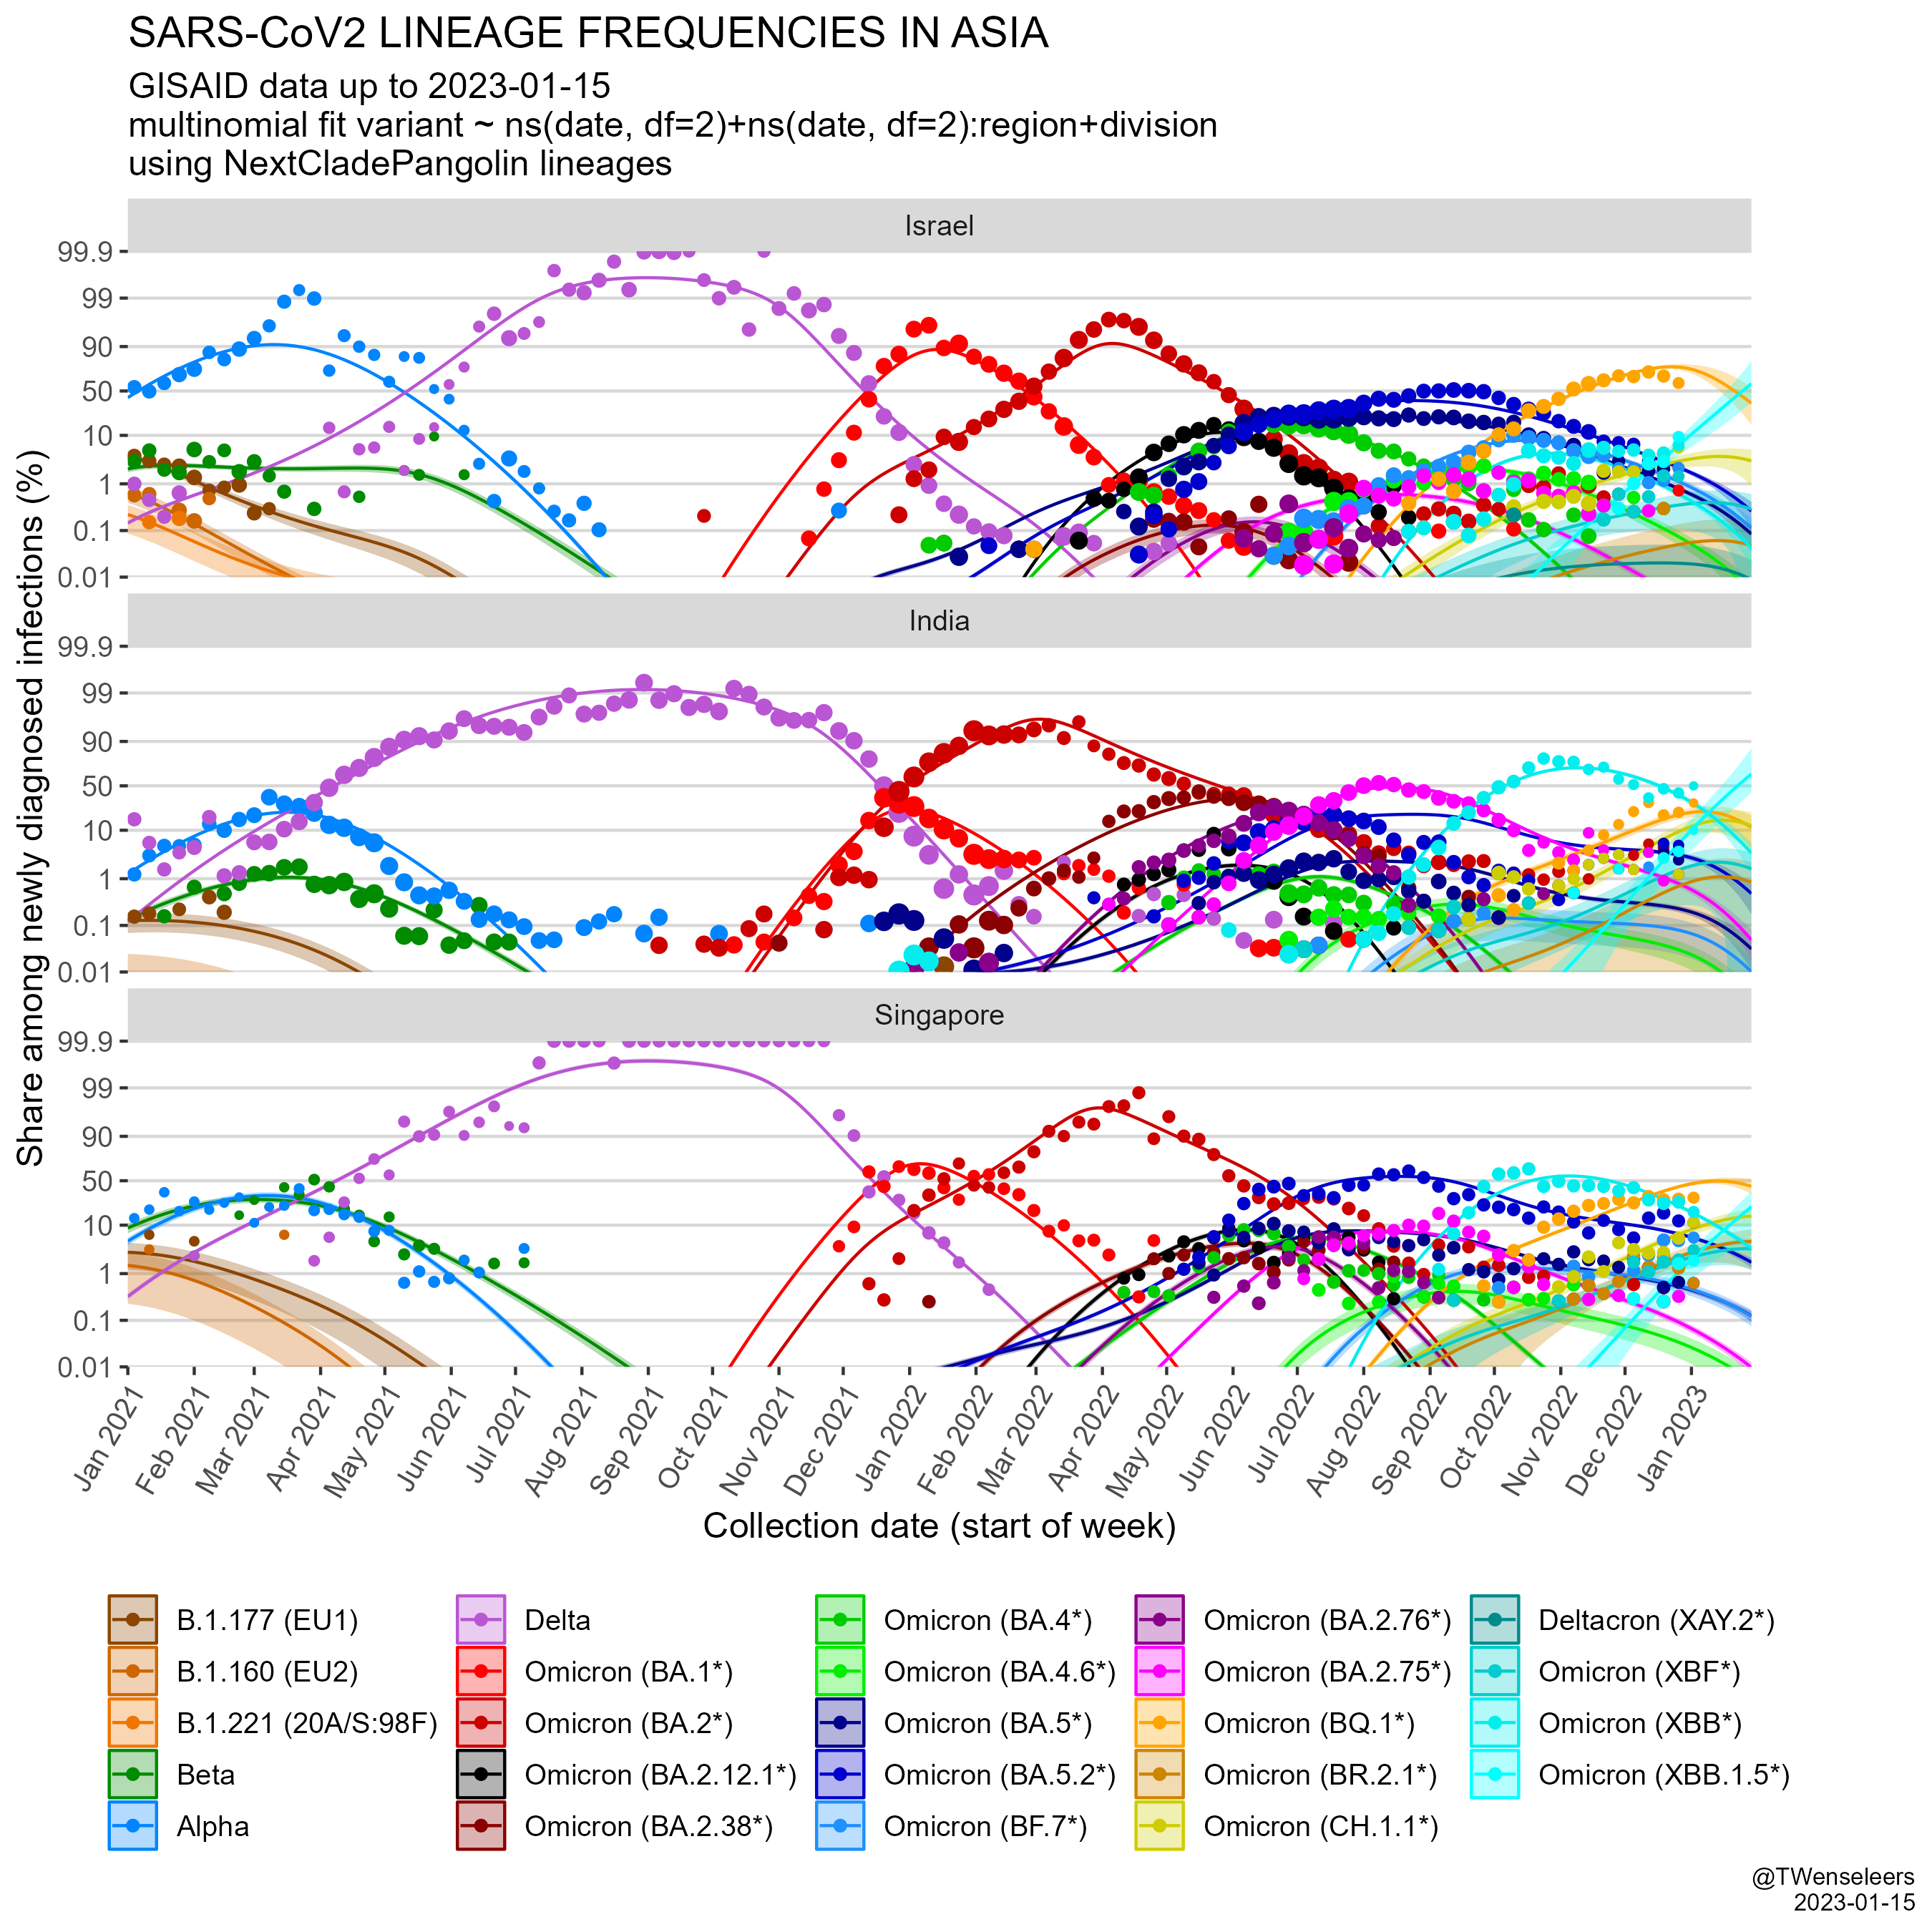 SARS-CoV2 LINEAGE FREQUENCIES IN ASIA
GISAID data up to 2023-01-15
multinomial fit variant ~ ns(date, df=2)+ns(date, df=2):region+division
using NextCladePangolin lineages
Share among newly diagnosed infections (%)
Israel
99.9
99
90
50
10
1
0.1
0.01
India
99.9
99
90
50
10
1
0.1
0.01
Singapore
99.9
99
90
50
10
1
0.1
0.01
Jan 2021
Feb 2021
Mar 2021
Apr 2021
May 2021
Jun 2021
Jul 2021
Aug 2021
Sep 2021
Oct 2021
Nov 2021
Dec 2021
Jan 2022
Feb 2022
Mar 2022
Apr 2022
May 2022
Jun 2022
Jul 2022
Aug 2022
Sep 2022
Oct 2022
Nov 2022
Dec 2022
Jan 2023
Collection date (start of week)
B.1.177 (EU1)
B.1.160 (EU2)
B.1.221 (20A/S:98F)
Beta
Alpha
Delta
Omicron (BA.1*)
Omicron (BA.2*)
Omicron (BA.2.12.1*)
Omicron (BA.2.38*)
Omicron (BA.4*)
Omicron (BA.4.6*)
Omicron (BA.5*)
Omicron (BA.5.2*)
Omicron (BF.7*)
Omicron (BA.2.76*)
Omicron (BA.2.75*)
Omicron (BQ.1*)
Omicron (BR.2.1*)
Omicron (CH.1.1*)
Deltacron (XAY.2*)
Omicron (XBF*)
Omicron (XBB*)
Omicron (XBB.1.5*)
@TWenseleers
2023-01-15